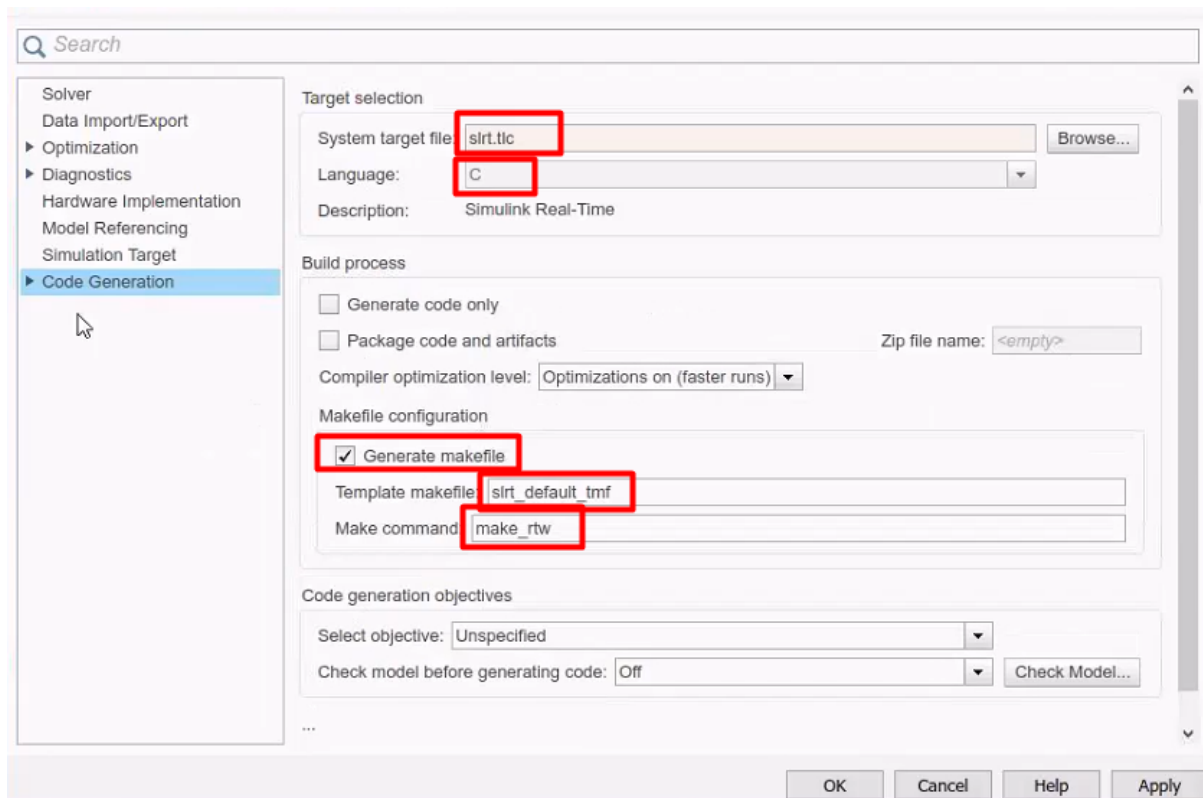 Search
Solver
Data Import/Export
Optimization
Diagnostics
Hardware Implementation
Model Referencing
Simulation Target
Code Generation
Target selection
System target file: slrt.tlc Browse...
Language: C
Description: Simulink Real-Time
Build process
Generate code only
Package code and artifacts Zip file name: <empty>
Compiler optimization level: Optimizations on (faster runs)
Makefile configuration
Generate makefile
Template makefile: slrt_default_tmf
Make command: make_rtw
Code generation objectives
Select objective: Unspecified
Check model before generating code: Off Check Model...
...
OK Cancel Help Apply